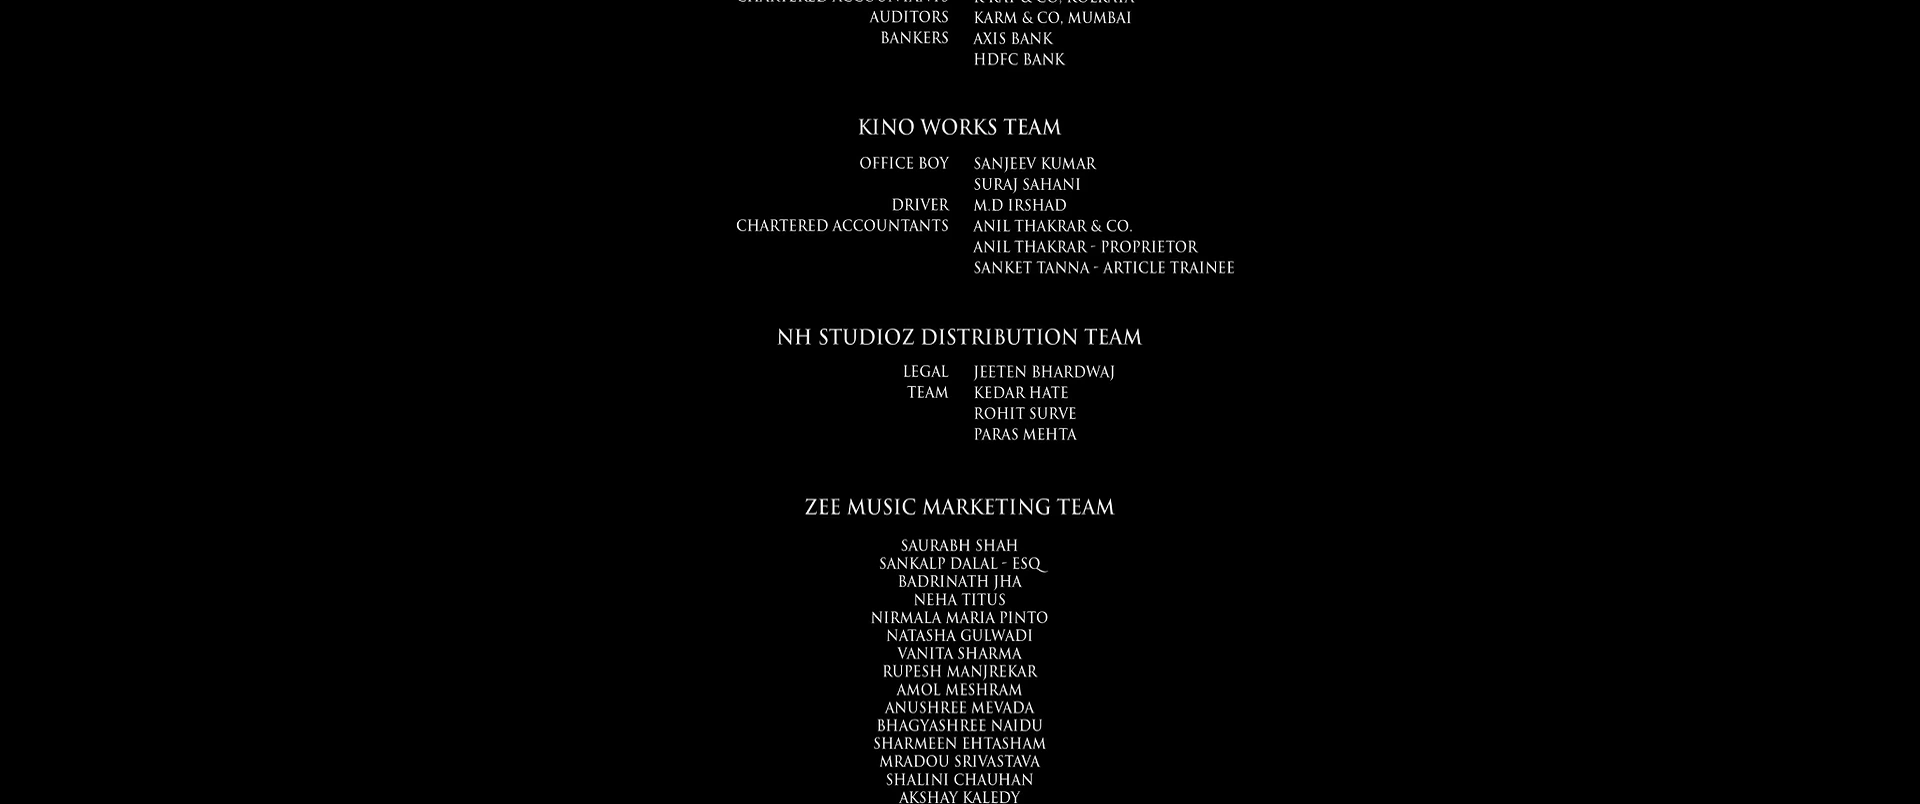 AUDITORS KARM & CO, MUMBAI
BANKERS AXIS BANK
HDFC BANK
KINO WORKS TEAM
OFFICE BOY SANJEEV KUMAR
SURAJ SAHANI
DRIVER M.D IRSHAD
CHARTERED ACCOUNTANTS ANIL THAKRAR & CO.
ANIL THAKRAR - PROPRIETOR
SANKET TANNA - ARTICLE TRAINEE
NH STUDIOZ DISTRIBUTION TEAM
LEGAL JEETEN BHARDWAJ
TEAM KEDAR HATE
ROHIT SURVE
PARAS MEHTA
ZEE MUSIC MARKETING TEAM
SAURABH SHAH
SANKALP DALAL - ESQ
BADRINATH JHA
NEHA TITUS
NIRMALA MARIA PINTO
NATASHA GULWADI
VANITA SHARMA
RUPESH MANJREKAR
AMOL MESHRAM
ANUSHREE MEVADA
BHAGYASHREE NAIDU
SHARMEEN EHTASHAM
MRADOU SRIVASTAVA
SHALINI CHAUHAN
AKSHAY KALEDY